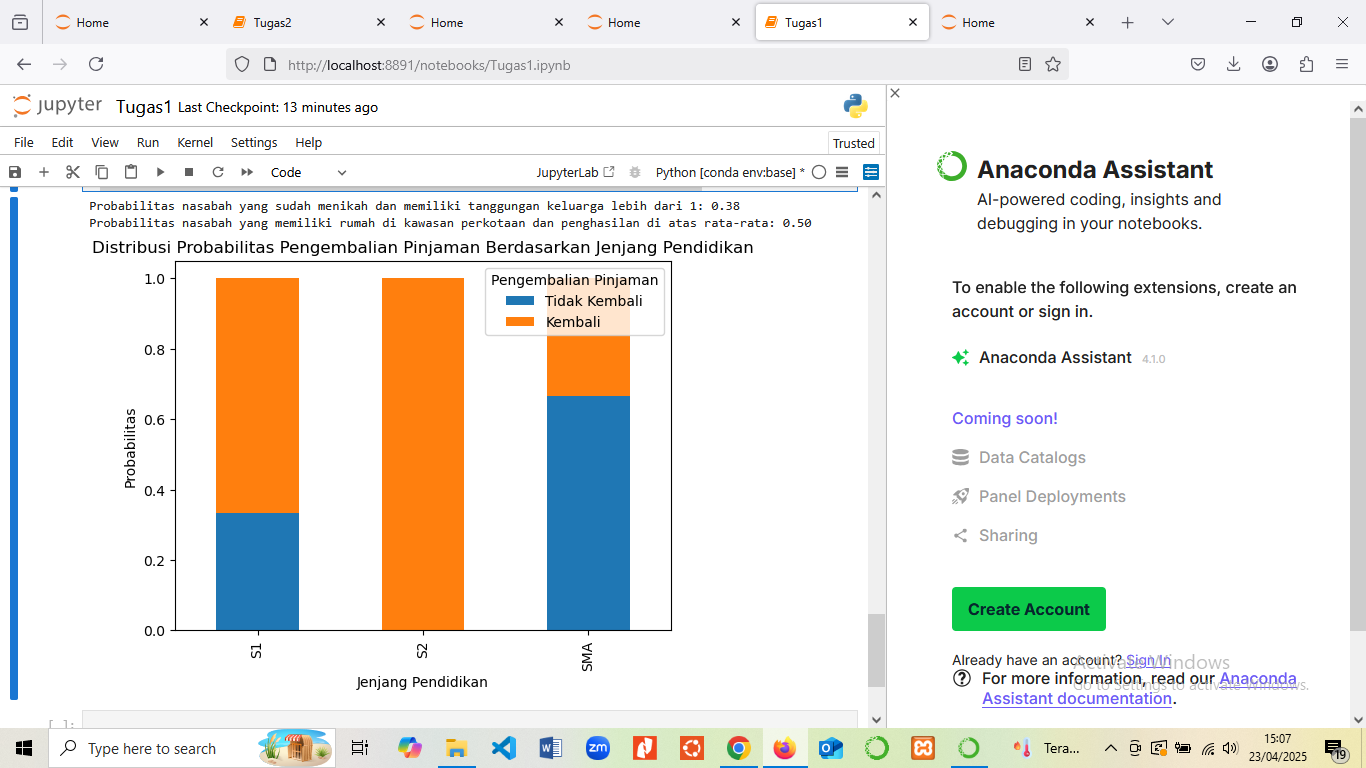 Home
Tugas2
Home
Home
Tugas1
Home
http://localhost:8891/notebooks/Tugas1.ipynb
jupyter Tugas1 Last Checkpoint: 13 minutes ago
File Edit View Run Kernel Settings Help
Trusted
Code
JupyterLab
Python [conda env:base] *
Probabilitas nasabah yang sudah menikah dan memiliki tanggungan keluarga lebih dari 1: 0.38
Probabilitas nasabah yang memiliki rumah di kawasan perkotaan dan penghasilan di atas rata-rata: 0.50
Distribusi Probabilitas Pengembalian Pinjaman Berdasarkan Jenjang Pendidikan
Pengembalian Pinjaman
Tidak Kembali
Kembali
1.0
0.8
0.6
0.4
0.2
0.0
Probabilitas
S1
S2
SMA
Jenjang Pendidikan
[ ]:
Anaconda Assistant
AI-powered coding, insights and
debugging in your notebooks.
To enable the following extensions, create an
account or sign in.
Anaconda Assistant 4.1.0
Coming soon!
Data Catalogs
Panel Deployments
Sharing
Create Account
Already have an account? Sign In
For more information, read our Anaconda
Assistant documentation.
Activate Windows
Go to Settings to activate Windows.
Type here to search
zm
Tera...
15:07
23/04/2025
19